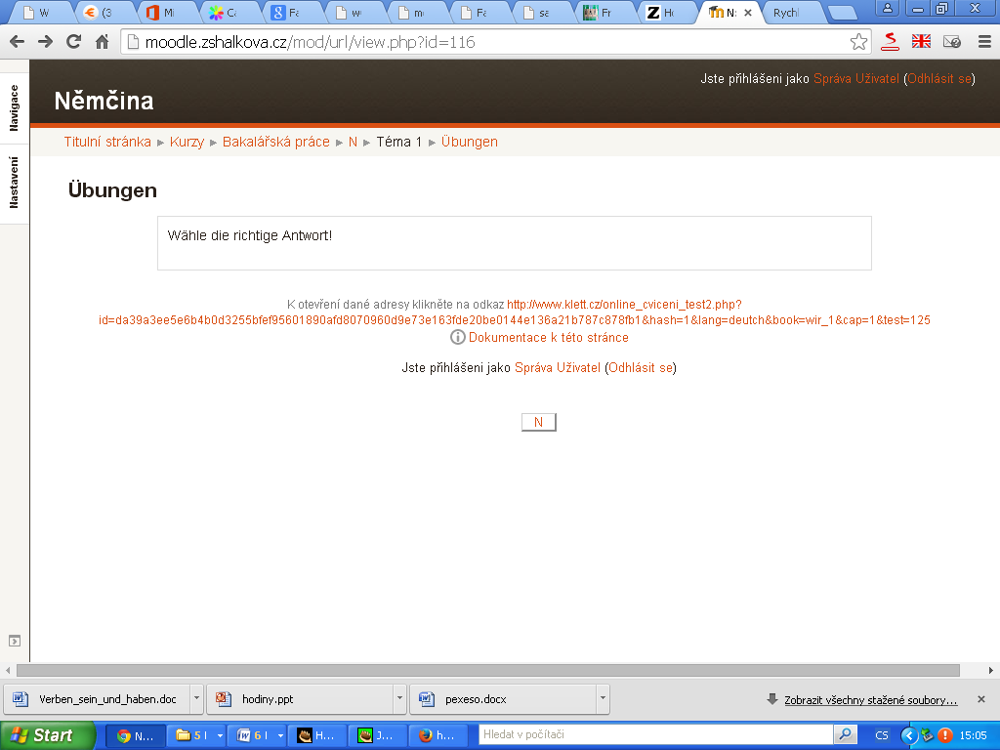 W
(3
Mi
Ca
Fa
w
m
Fa
sa
Fr
Z
Ho
N:
Rychl
moodle.zshalkova.cz/mod/url/view.php?id=116
Jste přihlášeni jako Správa Uživatel (Odhlásit se)
Němčina
Navigace
Nastavení
Titulní stránka ► Kurzy ► Bakalářská práce ► N ► Téma 1 ► Übungen
Übungen
Wähle die richtige Antwort!
K otevření dané adresy klikněte na odkaz http://www.klett.cz/online_cviceni_test2.php?
id=da39a3ee5e6b4b0d3255bfef95601890afd8070960d9e73e163fde20be0144e136a21b787c878fb1&hash=1&lang=deutch&book=wir_1&cap=1&test=125
Dokumentace k této stránce
Jste přihlášeni jako Správa Uživatel (Odhlásit se)
N
Verben_sein_und_haben.doc
hodiny.ppt
pexeso.docx
Zobrazit všechny stažené soubory...
Start
N...
5 I
6 I
H...
J...
h...
Hledat v počítači
CS
15:05